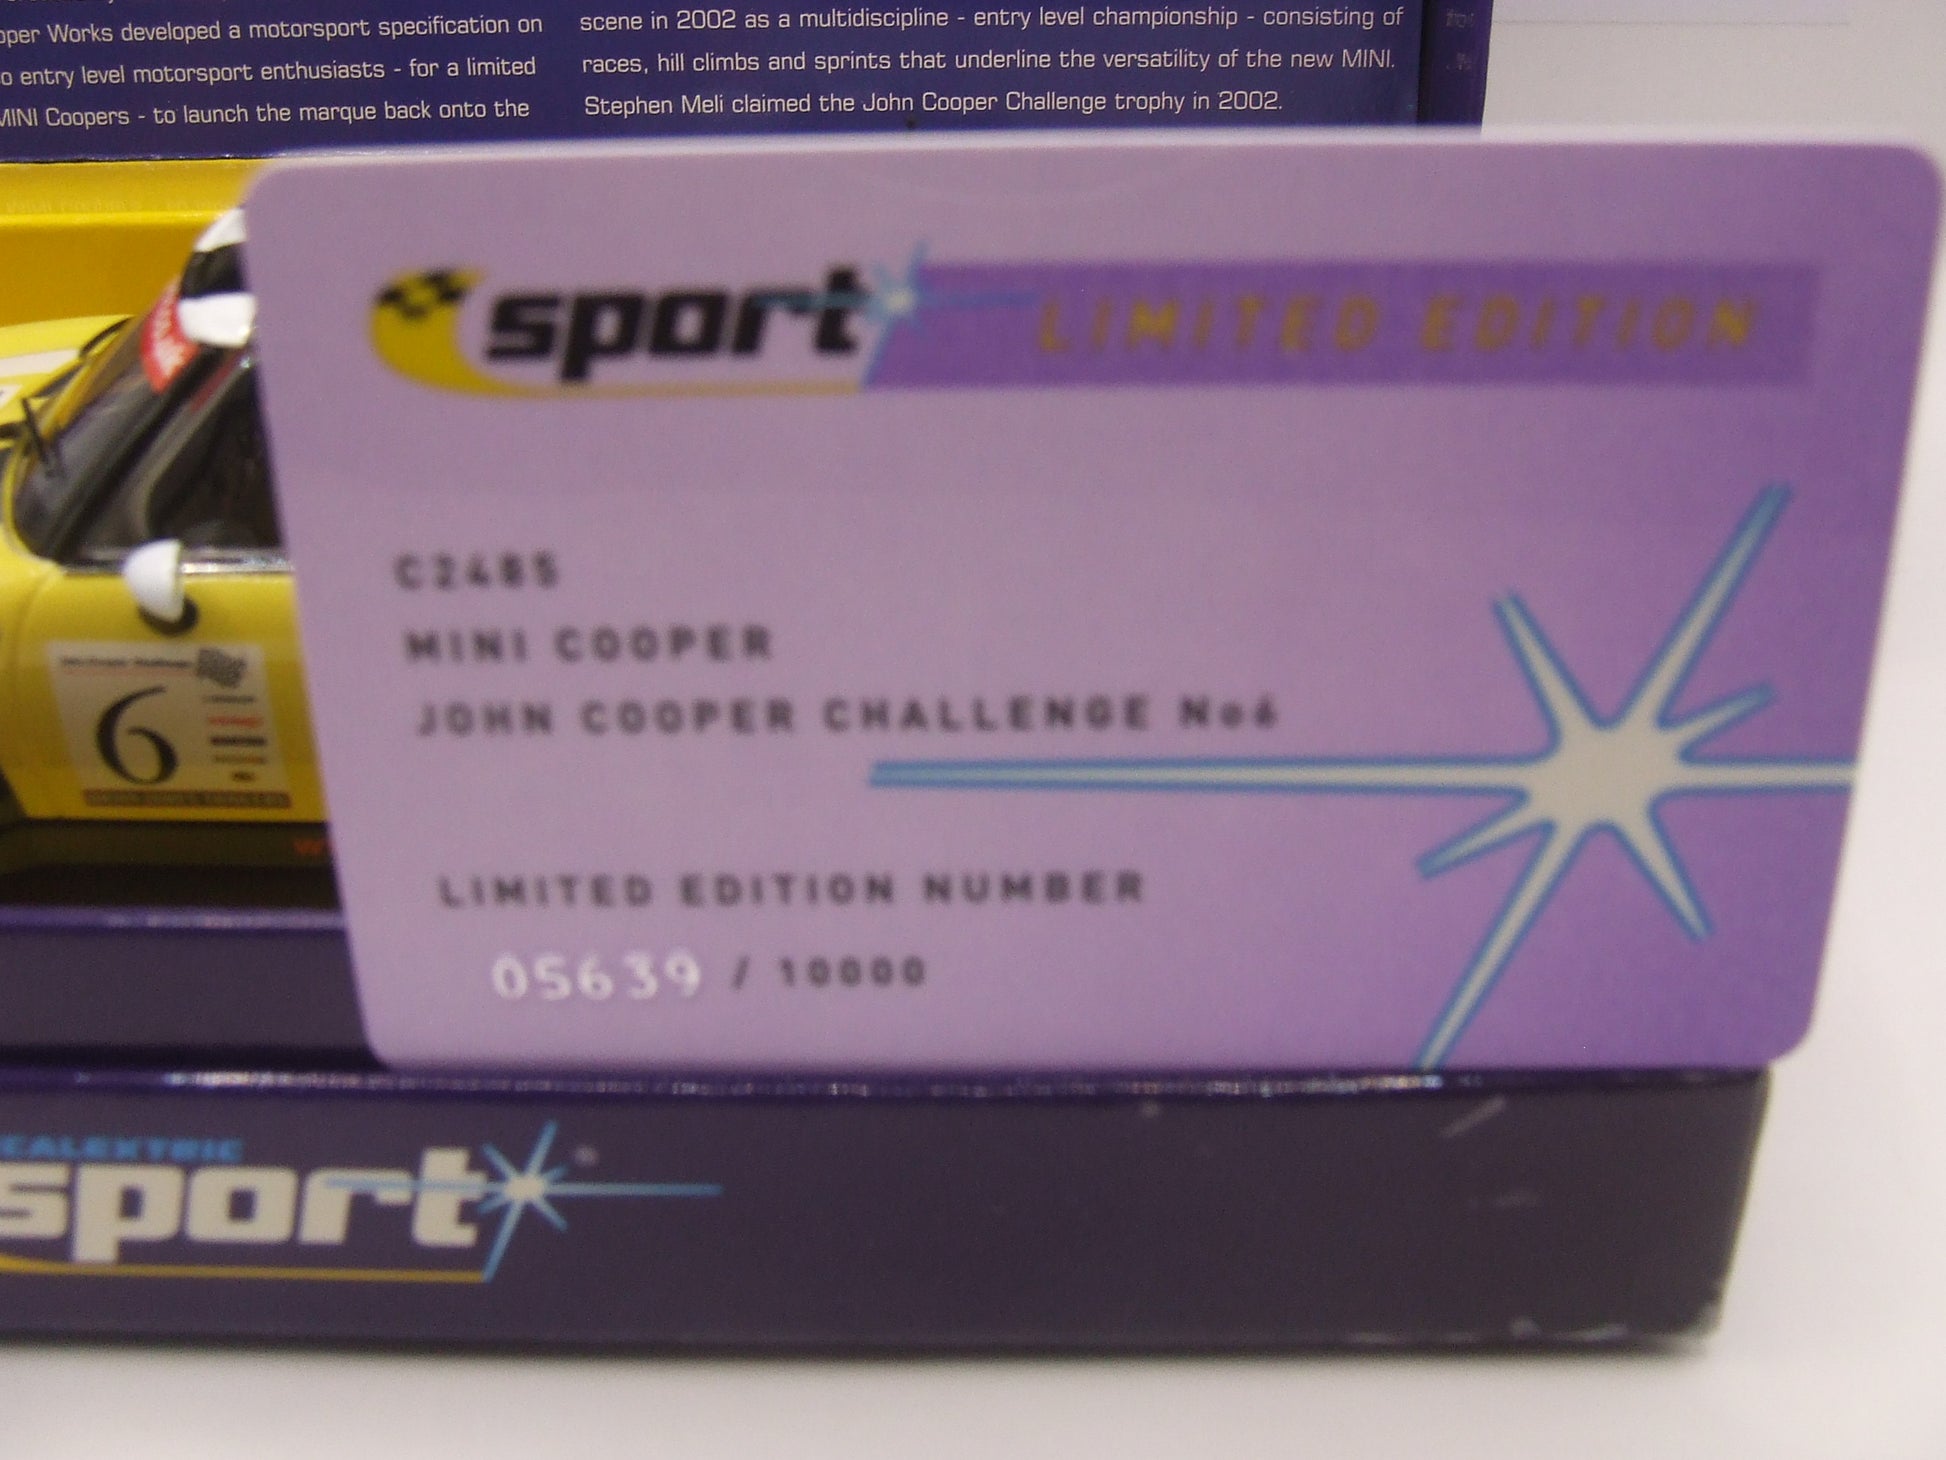 oper Works developed a motorsport specification on
o entry level motorsport enthusiasts - for a limited
MINI Coopers - to launch the marque back onto the
scene in 2002 as a multidiscipline - entry level championship - consisting of
races, hill climbs and sprints that underline the versatility of the new MINI.
Stephen Meli claimed the John Cooper Challenge trophy in 2002.
sport LIMITED EDITION
C2485
MINI COOPER
JOHN COOPER CHALLENGE No6
LIMITED EDITION NUMBER
05639 / 10000
6
CALEXTRIC
sport